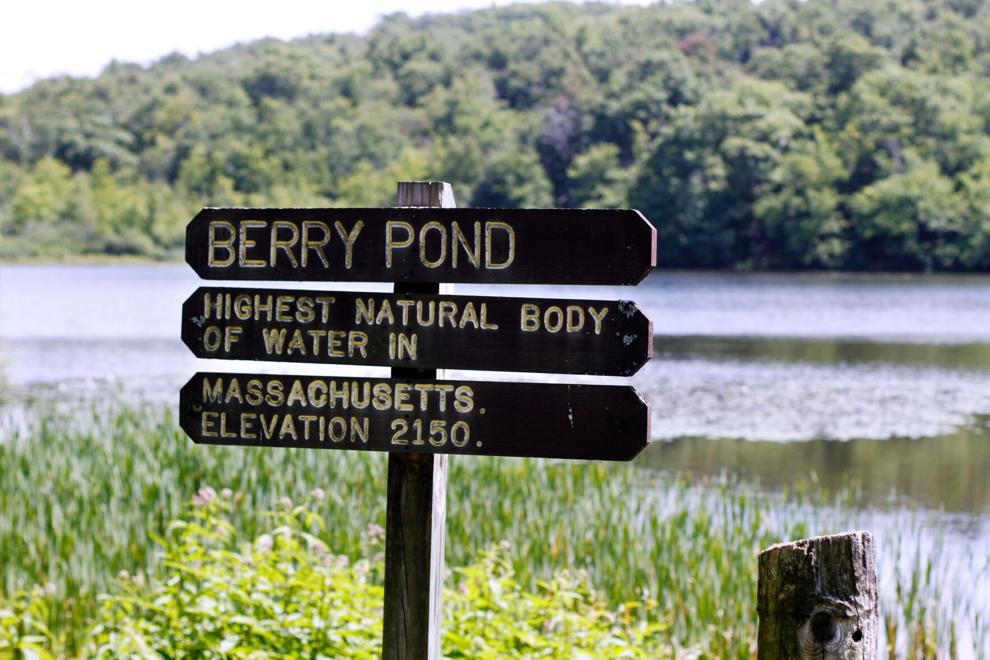 BERRY POND
HIGHEST NATURAL BODY
OF WATER IN
MASSACHUSETTS.
ELEVATION 2150.